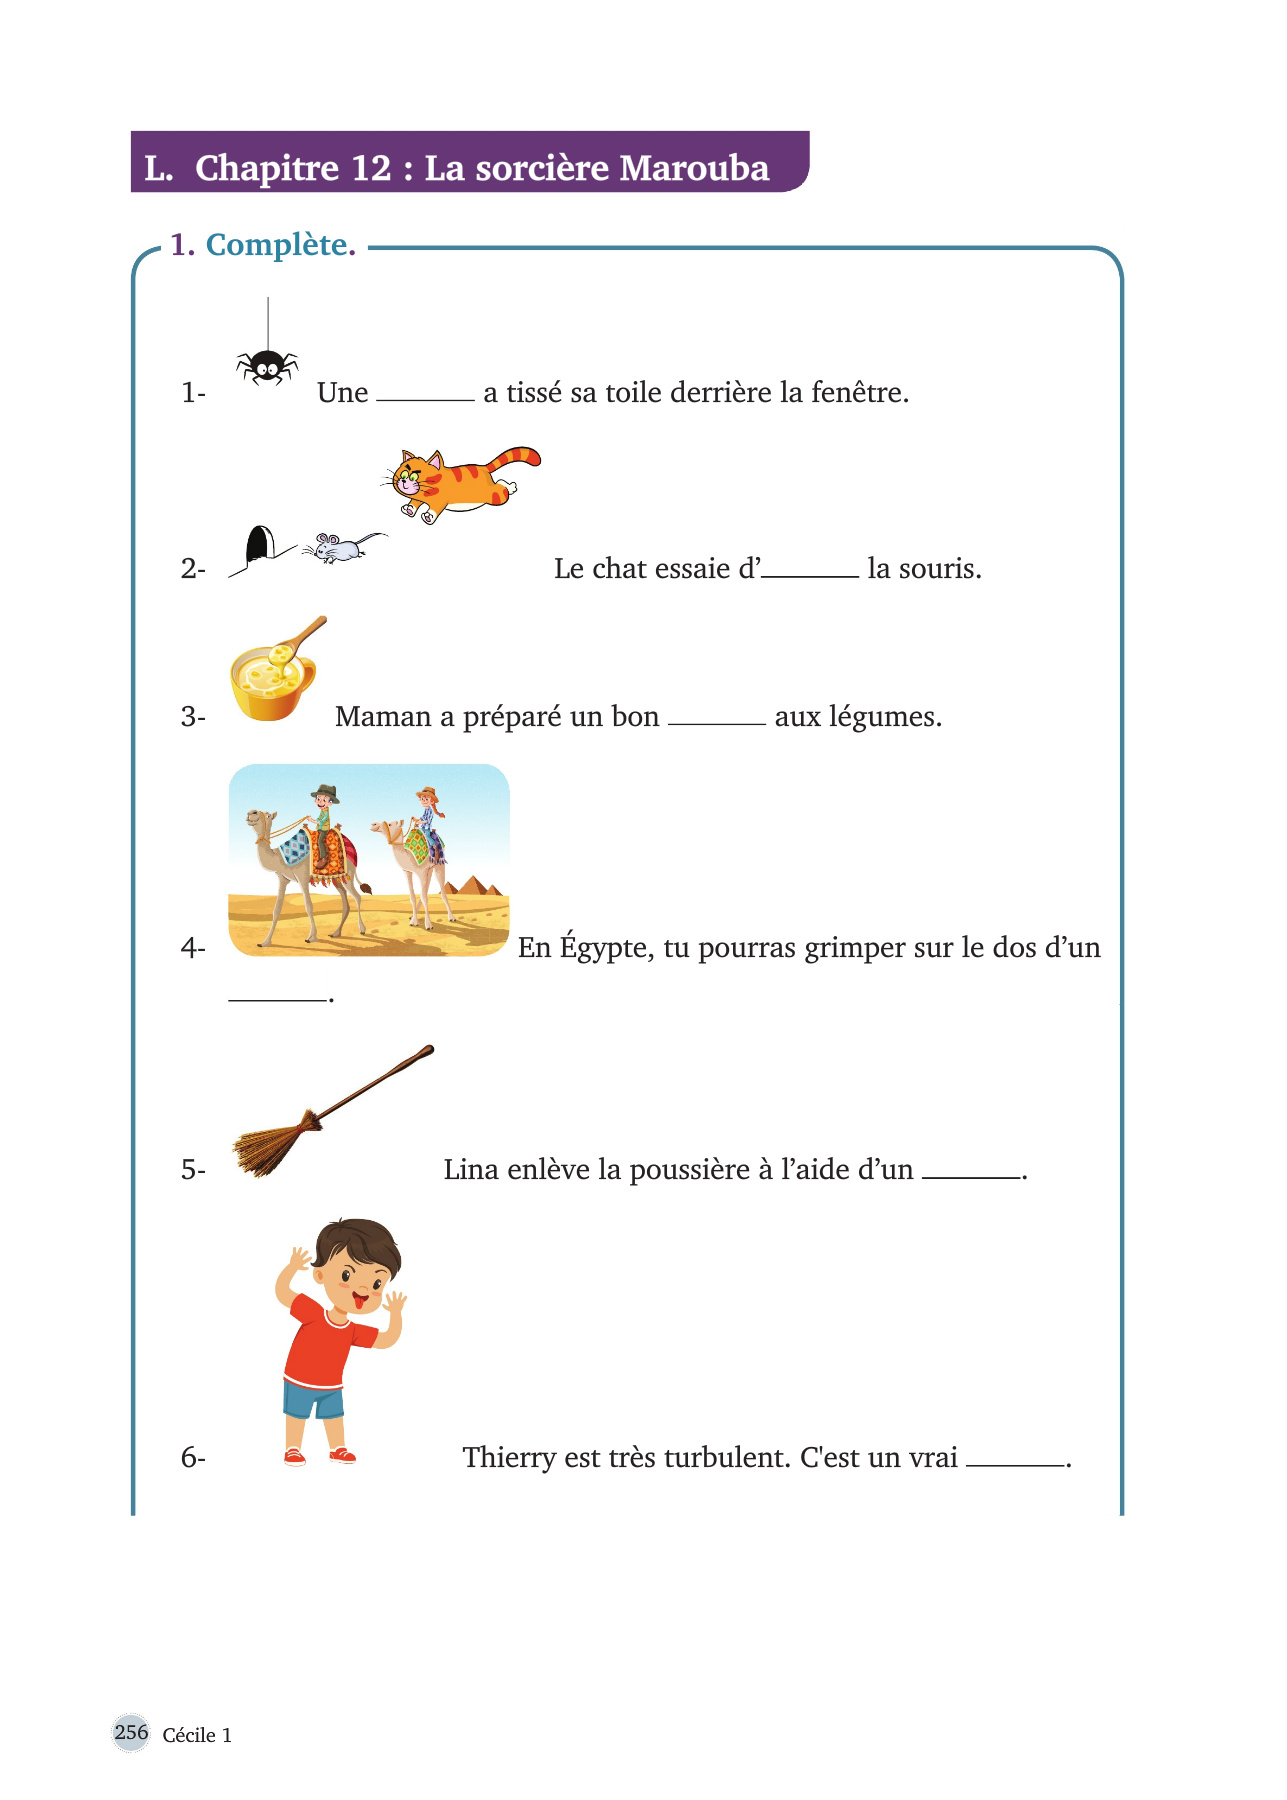 L. Chapitre 12 : La sorcière Marouba
1. Complète.
1- Une _______ a tissé sa toile derrière la fenêtre.
2- Le chat essaie d’_______ la souris.
3- Maman a préparé un bon _______ aux légumes.
4- En Égypte, tu pourras grimper sur le dos d’un
_______.
5- Lina enlève la poussière à l’aide d’un _______.
6- Thierry est très turbulent. C'est un vrai _______.
256 Cécile 1